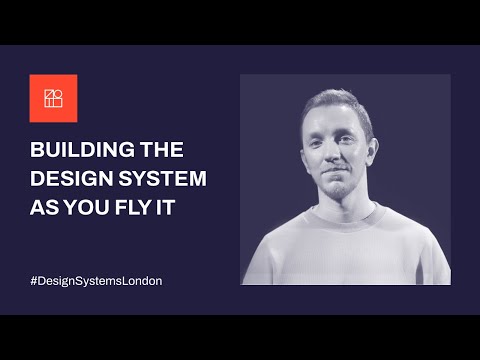 BUILDING THE
DESIGN SYSTEM
AS YOU FLY IT
#DesignSystemsLondon